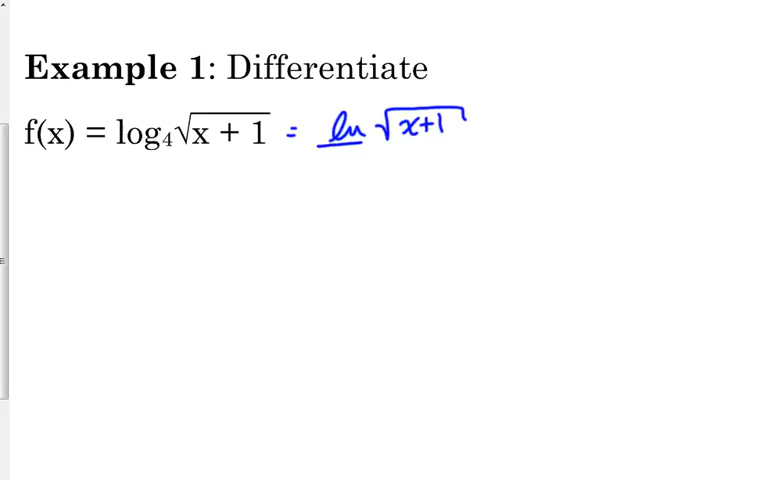 Example 1: Differentiate
f(x) = log₄√x + 1 = ln √x+1